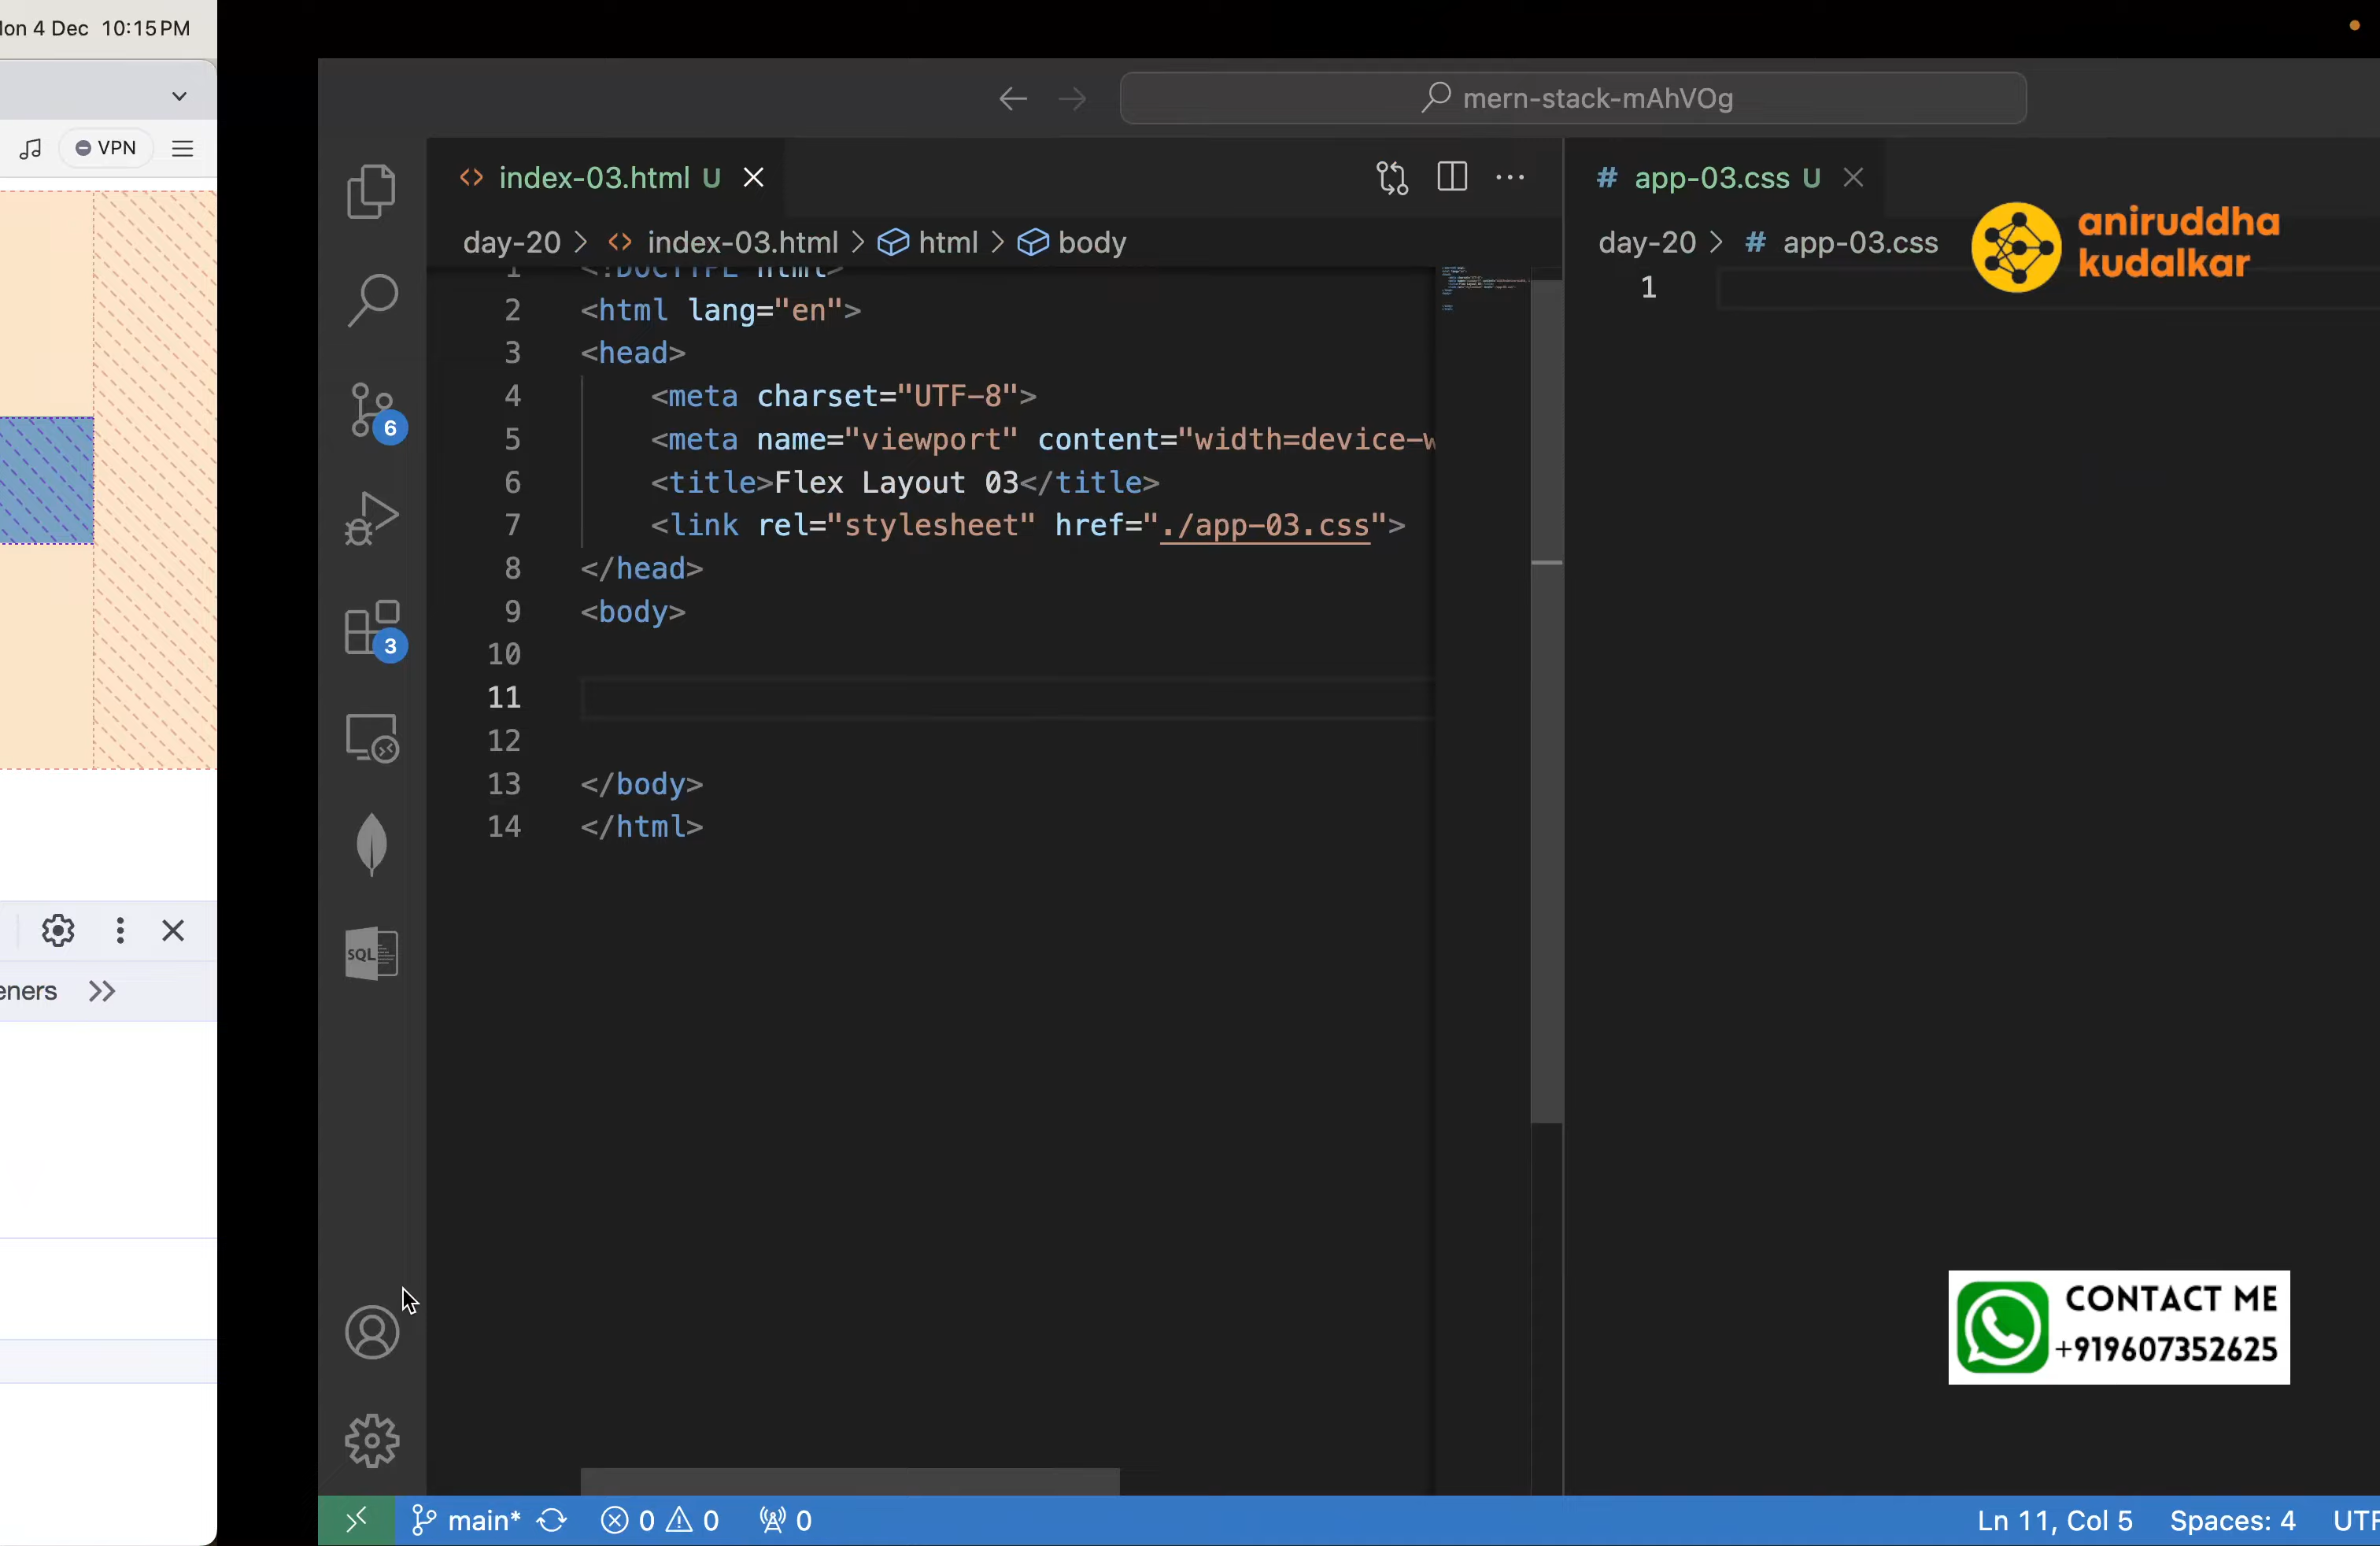 on 4 Dec 10:15 PM
VPN
eners
mern-stack-mAhVOg
index-03.html U
day-20 > index-03.html > html > body
1 <!DOCTYPE html>
2 <html lang="en">
3 <head>
4 <meta charset="UTF-8">
5 <meta name="viewport" content="width=device-w
6 <title>Flex Layout 03</title>
7 <link rel="stylesheet" href="./app-03.css">
8 </head>
9 <body>
10
11
12
13 </body>
14 </html>
# app-03.css U
day-20 > # app-03.css
1
aniruddha
kudalkar
6
3
SQL
CONTACT ME
+919607352625
main* 0 0 0
Ln 11, Col 5 Spaces: 4 UTF